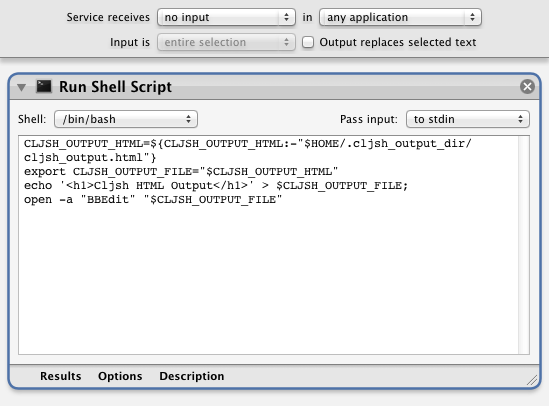 Service receives no input in any application
Input is entire selection Output replaces selected text
Run Shell Script
Shell: /bin/bash Pass input: to stdin
CLJSH_OUTPUT_HTML=${CLJSH_OUTPUT_HTML:-"$HOME/.cljsh_output_dir/
cljsh_output.html"}
export CLJSH_OUTPUT_FILE="$CLJSH_OUTPUT_HTML"
echo '<h1>Cljsh HTML Output</h1>' > $CLJSH_OUTPUT_FILE;
open -a "BBEdit" "$CLJSH_OUTPUT_FILE"
Results Options Description